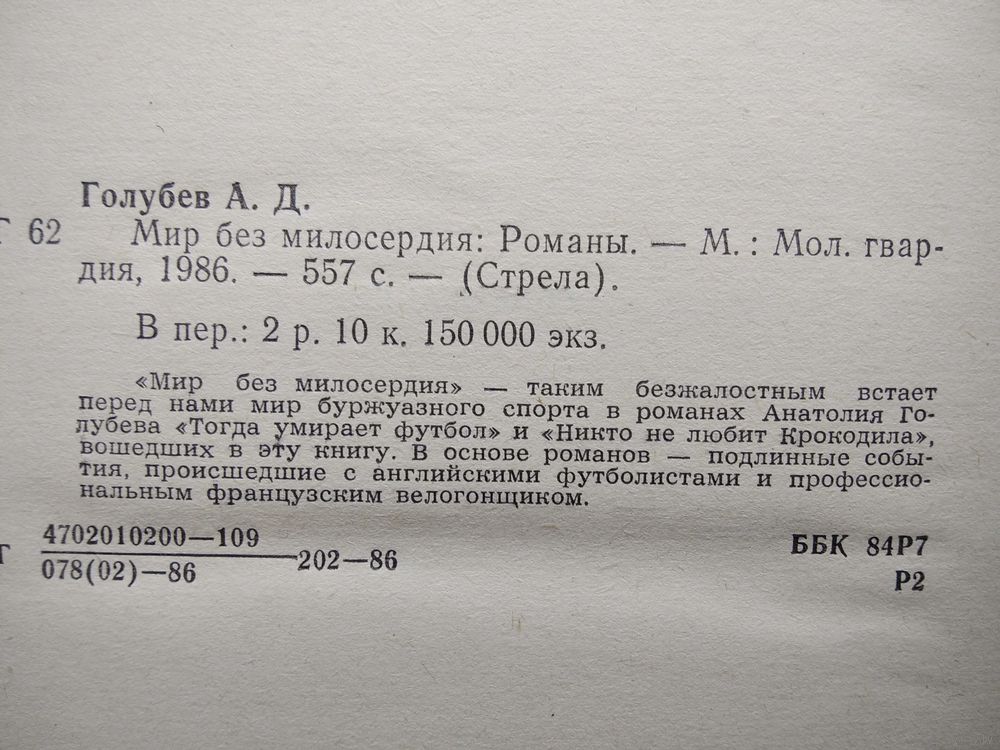 Голубев А. Д.
Г 62 Мир без милосердия: Романы. — М. : Мол. гвар-
дия, 1986. — 557 с. — (Стрела).
В пер.: 2 р. 10 к. 150 000 экз.
«Мир без милосердия» — таким безжалостным встает
перед нами мир буржуазного спорта в романах Анатолия Го-
лубева «Тогда умирает футбол» и «Никто не любит Крокодила»,
вошедших в эту книгу. В основе романов — подлинные собы-
тия, происшедшие с английскими футболистами и профессио-
нальным французским велогонщиком.
Г 4702010200—109
078(02)—86
202—86
ББК 84Р7
Р2